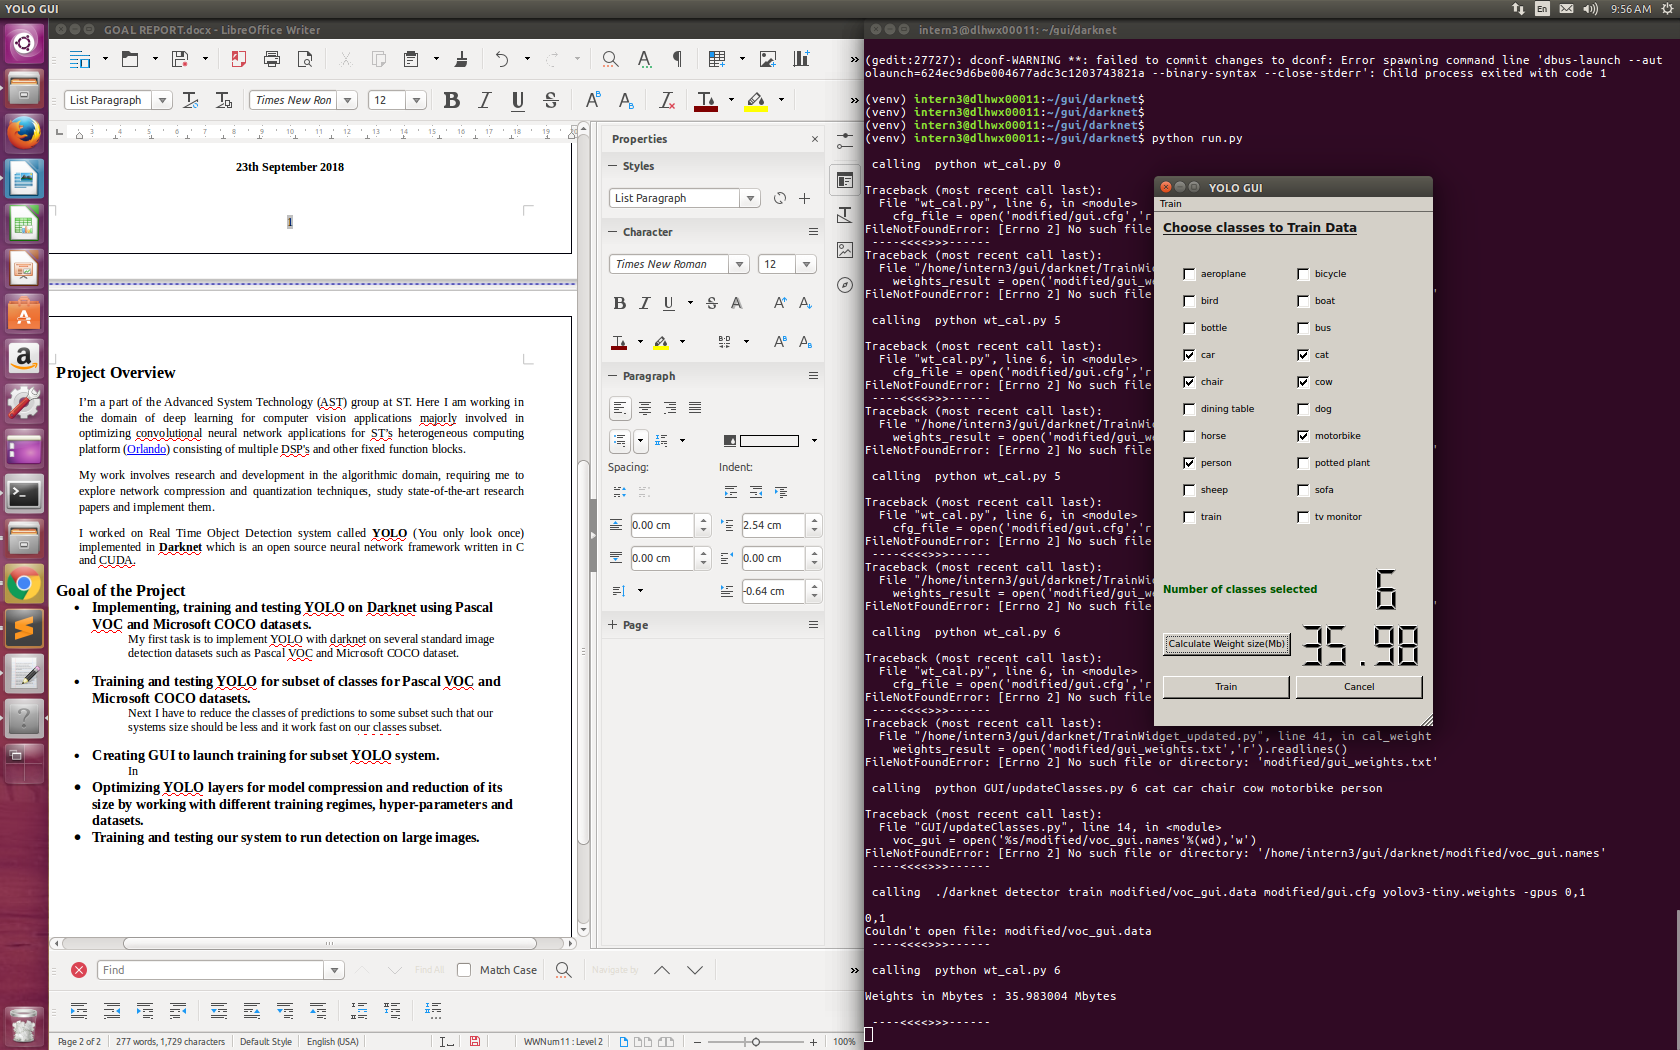 YOLO GUI
En
9:56 AM
GOAL REPORT.docx - LibreOffice Writer
List Paragraph
Times New Ron
12
3 4 5 6 7 8 9 10 11 12 13 14 15 16 17 18 19
23th September 2018
1
Project Overview
I'm a part of the Advanced System Technology (AST) group at ST. Here I am working in
the domain of deep learning for computer vision applications majorly involved in
optimizing convolutional neural network applications for ST's heterogeneous computing
platform (Orlando) consisting of multiple DSP's and other fixed function blocks.
My work involves research and development in the algorithmic domain, requiring me to
explore network compression and quantization techniques, study state-of-the-art research
papers and implement them.
I worked on Real Time Object Detection system called YOLO (You only look once)
implemented in Darknet which is an open source neural network framework written in C
and CUDA.
Goal of the Project
• Implementing, training and testing YOLO on Darknet using Pascal
VOC and Microsoft COCO datasets.
My first task is to implement YOLO with darknet on several standard image
detection datasets such as Pascal VOC and Microsoft COCO dataset.
• Training and testing YOLO for subset of classes for Pascal VOC and
Microsoft COCO datasets.
Next I have to reduce the classes of predictions to some subset such that our
systems size should be less and it work fast on our classes subset.
• Creating GUI to launch training for subset YOLO system.
In
• Optimizing YOLO layers for model compression and reduction of its
size by working with different training regimes, hyper-parameters and
datasets.
• Training and testing our system to run detection on large images.
Properties
Styles
List Paragraph
Character
Times New Roman
12
Paragraph
Spacing:
Indent:
0.00 cm
2.54 cm
0.00 cm
0.00 cm
-0.64 cm
Page
Find
Find All
Match Case
Navigate by
Page 2 of 2
277 words, 1,729 characters
Default Style
English (USA)
WWNum11 : Level 2
100%
intern3@dlhwx00011: ~/gui/darknet
(gedit:27727): dconf-WARNING **: failed to commit changes to dconf: Error spawning command line 'dbus-launch --aut
olaunch=624ec9d6be004677adc3c1203743821a --binary-syntax --close-stderr': Child process exited with code 1
(venv) intern3@dlhwx00011:~/gui/darknet$
(venv) intern3@dlhwx00011:~/gui/darknet$
(venv) intern3@dlhwx00011:~/gui/darknet$
(venv) intern3@dlhwx00011:~/gui/darknet$ python run.py
calling  python wt_cal.py 0
Traceback (most recent call last):
File "wt_cal.py", line 6, in <module>
cfg_file = open('modified/gui.cfg','r
FileNotFoundError: [Errno 2] No such file
----<<<<>>>------
Traceback (most recent call last):
File "/home/intern3/gui/darknet/TrainWid
weights_result = open('modified/gui_we
FileNotFoundError: [Errno 2] No such file
calling  python wt_cal.py 5
Traceback (most recent call last):
File "wt_cal.py", line 6, in <module>
cfg_file = open('modified/gui.cfg','r
FileNotFoundError: [Errno 2] No such file
----<<<<>>>------
Traceback (most recent call last):
File "/home/intern3/gui/darknet/TrainWid
weights_result = open('modified/gui_we
FileNotFoundError: [Errno 2] No such file
calling  python wt_cal.py 5
Traceback (most recent call last):
File "wt_cal.py", line 6, in <module>
cfg_file = open('modified/gui.cfg','r
FileNotFoundError: [Errno 2] No such file
----<<<<>>>------
Traceback (most recent call last):
File "/home/intern3/gui/darknet/TrainWid
weights_result = open('modified/gui_we
FileNotFoundError: [Errno 2] No such file
calling  python wt_cal.py 6
Traceback (most recent call last):
File "wt_cal.py", line 6, in <module>
cfg_file = open('modified/gui.cfg','r
FileNotFoundError: [Errno 2] No such file
----<<<<>>>------
Traceback (most recent call last):
File "/home/intern3/gui/darknet/TrainWidget_updated.py", line 41, in cal_weight
weights_result = open('modified/gui_weights.txt','r').readlines()
FileNotFoundError: [Errno 2] No such file or directory: 'modified/gui_weights.txt'
calling  python GUI/updateClasses.py 6 cat car chair cow motorbike person
Traceback (most recent call last):
File "GUI/updateClasses.py", line 14, in <module>
voc_gui = open('%s/modified/voc_gui.names'%(wd),'w')
FileNotFoundError: [Errno 2] No such file or directory: '/home/intern3/gui/darknet/modified/voc_gui.names'
----<<<<>>>------
calling  ./darknet detector train modified/voc_gui.data modified/gui.cfg yolov3-tiny.weights -gpus 0,1
0,1
Couldn't open file: modified/voc_gui.data
----<<<<>>>------
calling  python wt_cal.py 6
Weights in Mbytes : 35.983004 Mbytes
----<<<<>>>------
YOLO GUI
Train
Choose classes to Train Data
aeroplane bicycle
bird boat
bottle bus
car cat
chair cow
dining table dog
horse motorbike
person potted plant
sheep sofa
train tv monitor
Number of classes selected 6
Calculate Weight size(Mb) 35.98
Train Cancel